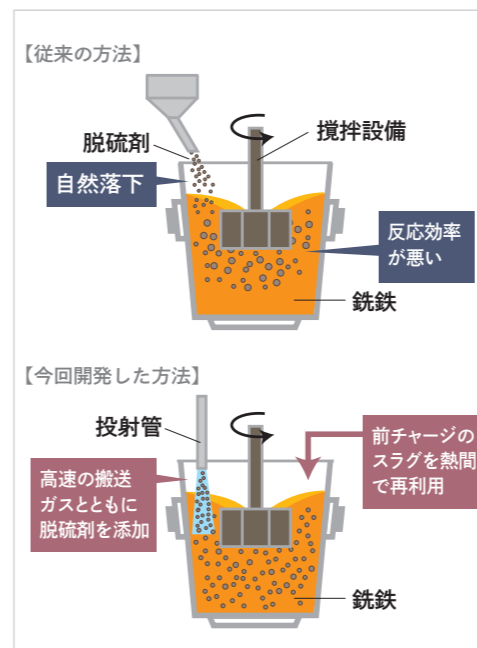 【従来の方法】
脱硫剤
撹拌設備
自然落下
反応効率
が悪い
銑鉄
【今回開発した方法】
投射管
高速の搬送
ガスとともに
脱硫剤を添加
前チャージの
スラグを熱間
で再利用
銑鉄